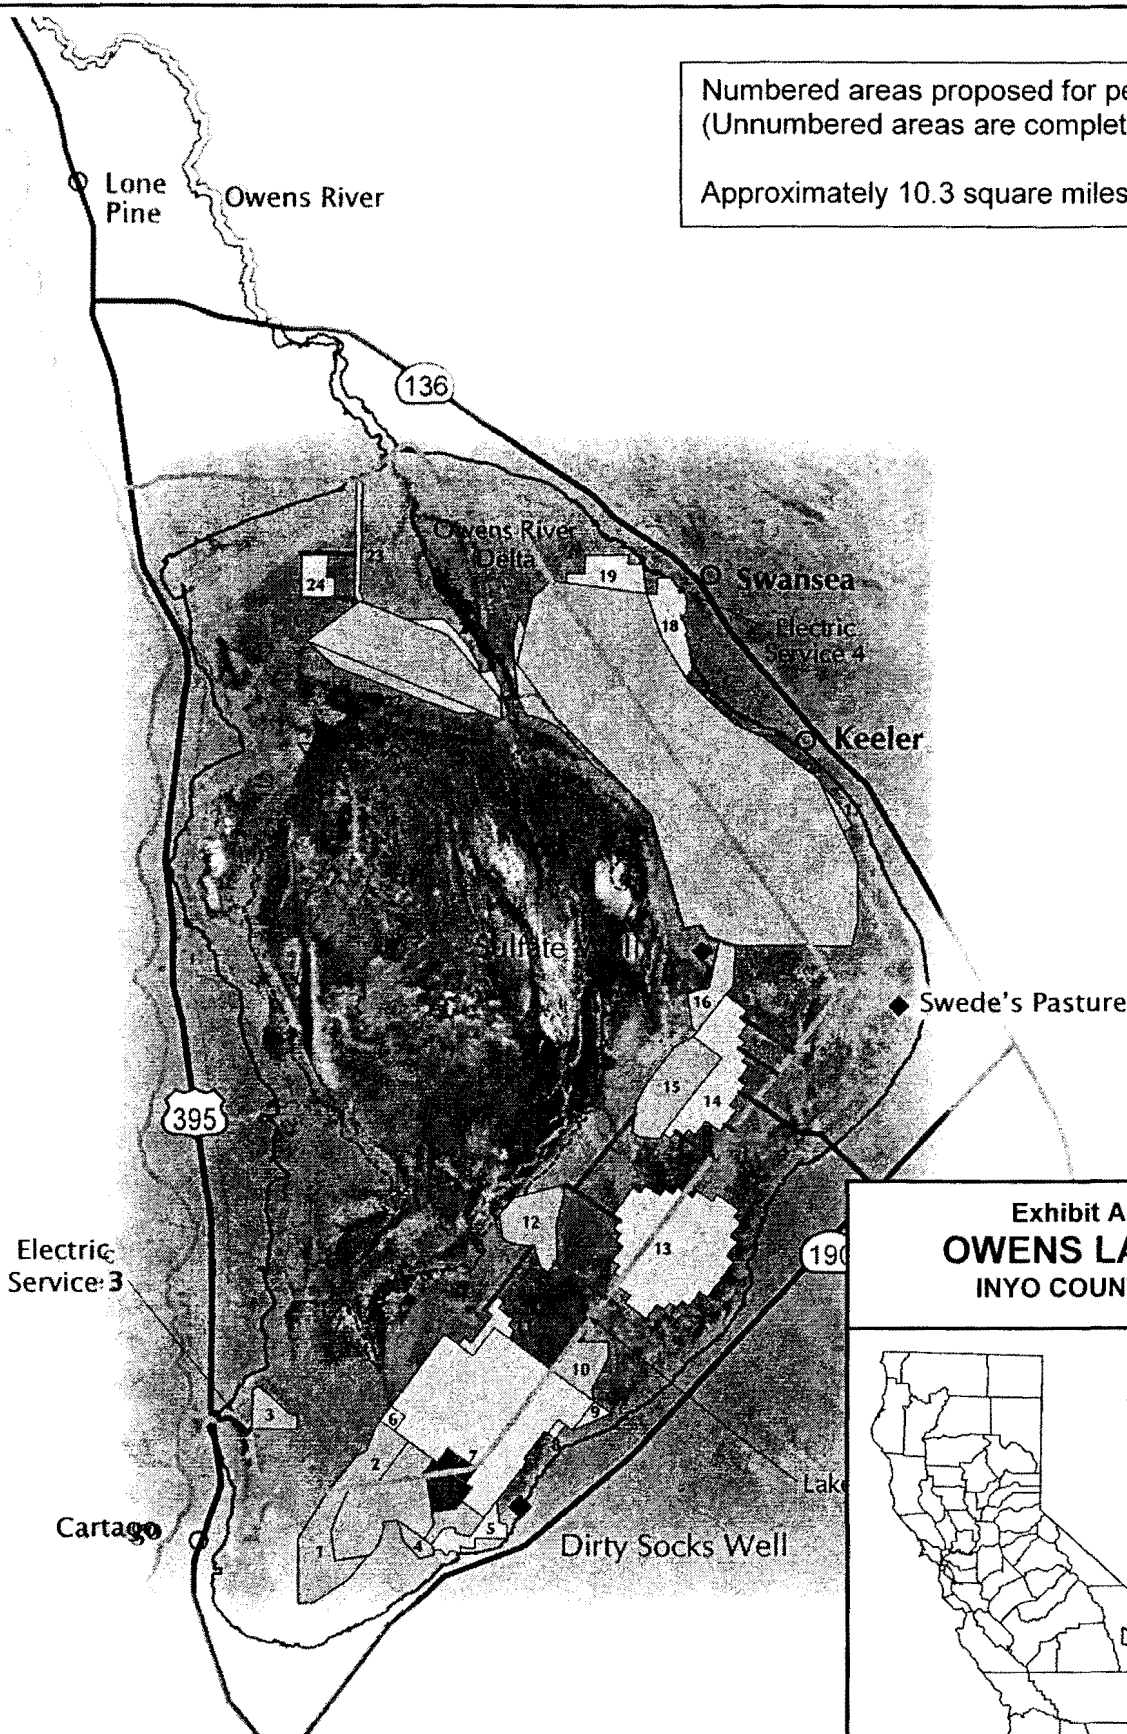 Numbered areas proposed for pe
(Unnumbered areas are complet
Approximately 10.3 square miles
Lone
Pine
Owens River
136
Owens River
Delta
23
24
19
Swansea
18
Electric
Service 4
Keeler
17
Sulfate Well
16
Swede's Pasture
15
14
395
12
13
190
Electric
Service 3
10
3
9
6
8
2
7
Lake
5
Cartago
4
Dirty Socks Well
1
Exhibit A
OWENS LA
INYO COUN